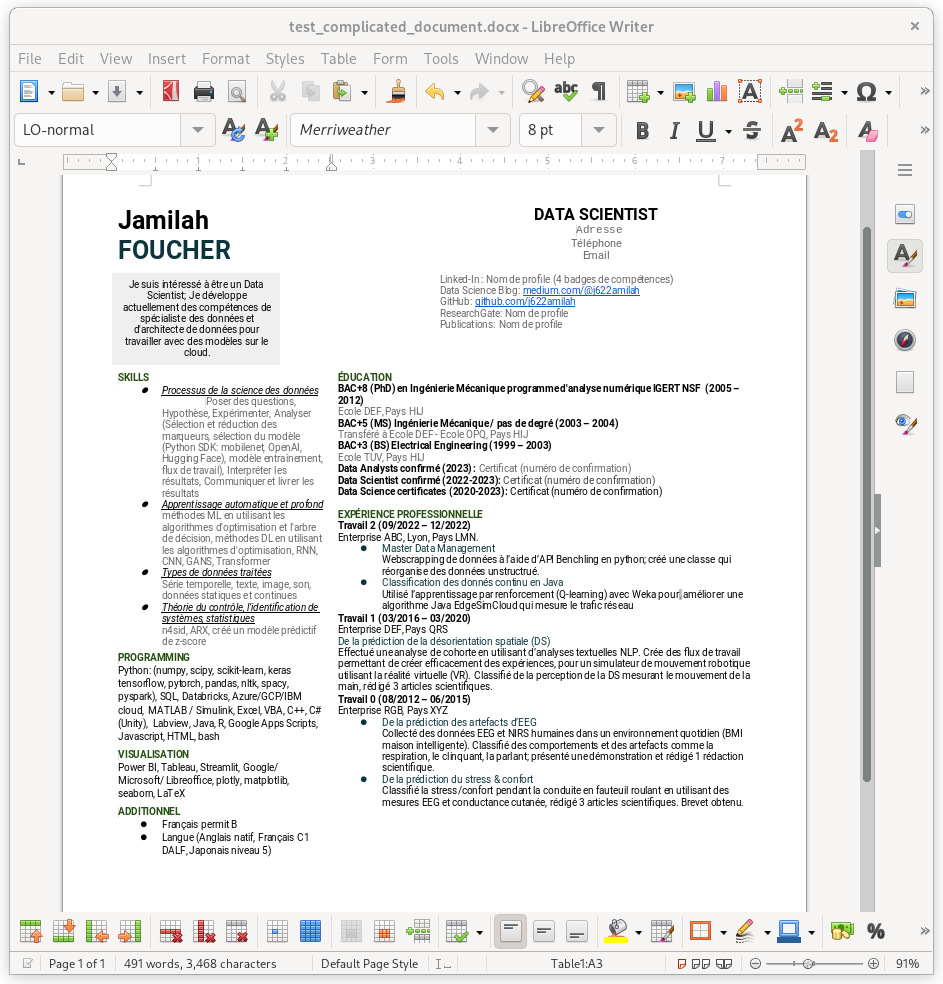 test_complicated_document.docx - LibreOffice Writer
File Edit View Insert Format Styles Table Form Tools Window Help
LO-normal Merriweather 8 pt
1 1 2 3 4 5 6 7
Jamilah
FOUCHER
DATA SCIENTIST
Adresse
Téléphone
Email
Je suis intéressé à être un Data
Scientist; Je développe
actuellement des compétences de
spécialiste des données et
d'architecte de données pour
travailler avec des modèles sur le
cloud.
Linked-In: Nom de profile (4 badges de compétences)
Data Science Blog: medium.com/@j622amilah
GitHub: github.com/j622amilah
ResearchGate: Nom de profile
Publications: Nom de profile
SKILLS
● Processus de la science des données
Poser des questions,
Hypothèse, Expérimenter, Analyser
(Sélection et réduction des
marqueurs, sélection du modèle
(Python SDK: mobilenet, OpenAI,
Hugging Face), modèle entraînement,
flux de travail), Interpréter les
résultats, Communiquer et livrer les
résultats
● Apprentissage automatique et profond
méthodes ML en utilisant les
algorithmes d'optimisation et l'arbre
de décision, méthodes DL en utilisant
les algorithmes d'optimisation, RNN,
CNN, GANS, Transformer
● Types de données traitées
Série temporelle, texte, image, son,
données statiques et continues
● Théorie du contrôle, l'identification de
systèmes, statistiques
n4sid, ARX, créé un modèle prédictif
de z-score
PROGRAMMING
Python: (numpy, scipy, scikit-learn, keras
tensorflow, pytorch, pandas, nltk, spacy,
pyspark), SQL, Databricks, Azure/GCP/IBM
cloud, MATLAB / Simulink, Excel, VBA, C++, C#
(Unity), Labview, Java, R, Google Apps Scripts,
Javascript, HTML, bash
VISUALISATION
Power BI, Tableau, Streamlit, Google/
Microsoft/ Libreoffice, plotly, matplotlib,
seaborn, LaTeX
ADDITIONNEL
● Français permit B
● Langue (Anglais natif, Français C1
DALF, Japonais niveau 5)
ÉDUCATION
BAC+8 (PhD) en Ingénierie Mécanique programme d'analyse numérique IGERT NSF (2005 –
2012)
Ecole DEF, Pays HIJ
BAC+5 (MS) Ingénierie Mécanique / pas de degré (2003 – 2004)
Transféré à Ecole DEF - Ecole OPQ, Pays HIJ
BAC+3 (BS) Electrical Engineering (1999 – 2003)
Ecole TUV, Pays HIJ
Data Analysts confirmé (2023) : Certificat (numéro de confirmation)
Data Scientist confirmé (2022-2023): Certificat (numéro de confirmation)
Data Science certificates (2020-2023): Certificat (numéro de confirmation)
EXPÉRIENCE PROFESSIONNELLE
Travail 2 (09/2022 – 12/2022)
Enterprise ABC, Lyon, Pays LMN.
● Master Data Management
Webscrapping de données à l'aide d'API Benchling en python; créé une classe qui
réorganise des données unstructrué.
● Classification des donnés continu en Java
Utilisé l'apprentissage par renforcement (Q-learning) avec Weka pour améliorer une
algorithme Java EdgeSimCloud qui mesure le trafic réseau
Travail 1 (03/2016 – 03/2020)
Enterprise DEF, Pays QRS
De la prédiction de la désorientation spatiale (DS)
Effectué une analyse de cohorte en utilisant d'analyses textuelles NLP. Crée des flux de travail
permettant de créer efficacement des expériences, pour un simulateur de mouvement robotique
utilisant la réalité virtuelle (VR). Classifié de la perception de la DS mesurant le mouvement de la
main, rédigé 3 articles scientifiques.
Travail 0 (08/2012 – 06/2015)
Enterprise RGB, Pays XYZ
● De la prédiction des artefacts d'EEG
Collecté des données EEG et NIRS humaines dans un environment quotidien (BMI
maison intelligente). Classifié des comportements et des artefacts comme la
respiration, le clinquant, la parlant; présenté une démonstration et rédigé 1 rédaction
scientifique.
● De la prédiction du stress & confort
Classifié la stress/confort pendant la conduite en fauteuil roulant en utilisant des
mesures EEG et conductance cutanée, rédigé 3 articles scientifiques. Brevet obtenu.
Page 1 of 1 491 words, 3,468 characters Default Page Style Table1:A3 91%